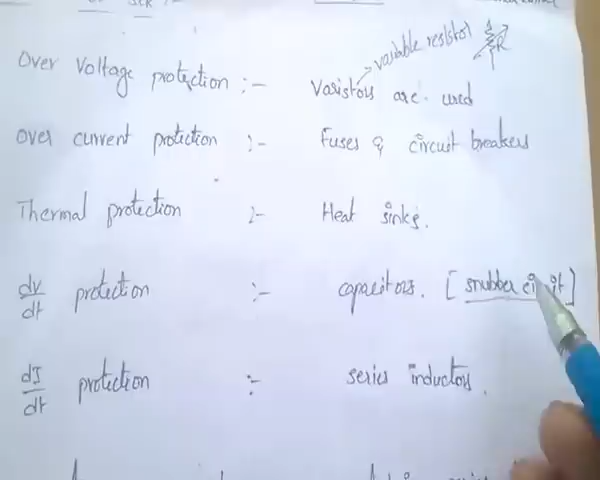 SCR :-
variable resistor
R
Over Voltage protection :- Varistors are used
Over current protection :- Fuses & circuit breakers
Thermal protection :- Heat sinks.
dv/dt protection :- capacitors. [snubber circuit]
dI/dt protection :- series inductors.